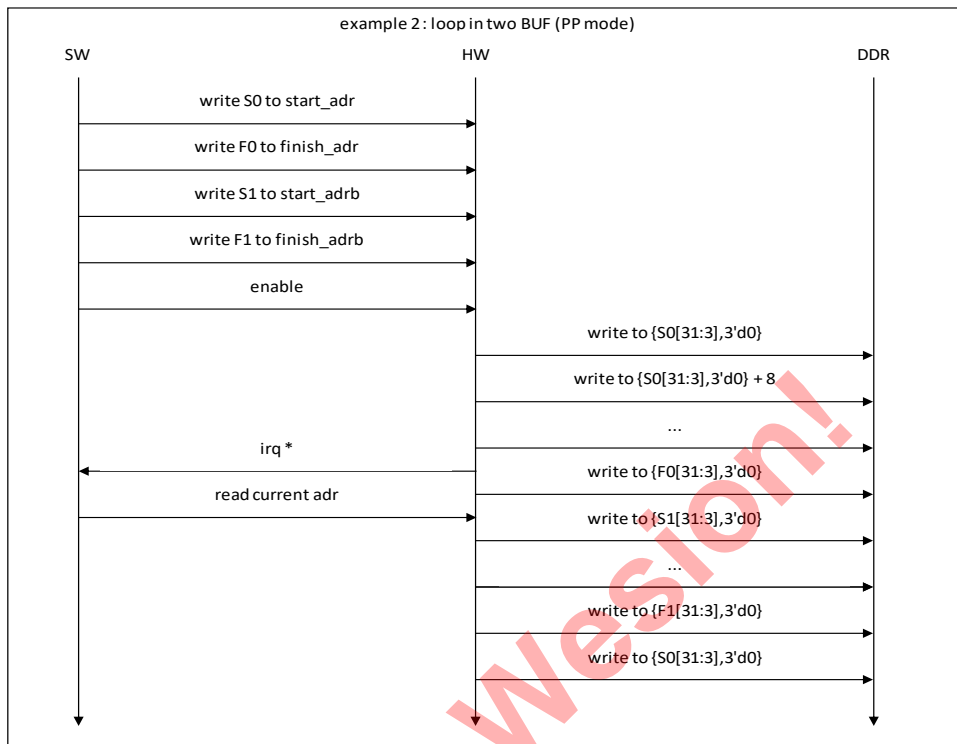 example 2: loop in two BUF (PP mode)
SW HW DDR
write S0 to start_adr
write F0 to finish_adr
write S1 to start_adrb
write F1 to finish_adrb
enable
write to {S0[31:3],3'd0}
write to {S0[31:3],3'd0} + 8
...
irq *
write to {F0[31:3],3'd0}
read current adr
write to {S1[31:3],3'd0}
...
write to {F1[31:3],3'd0}
write to {S0[31:3],3'd0}
Wesion!